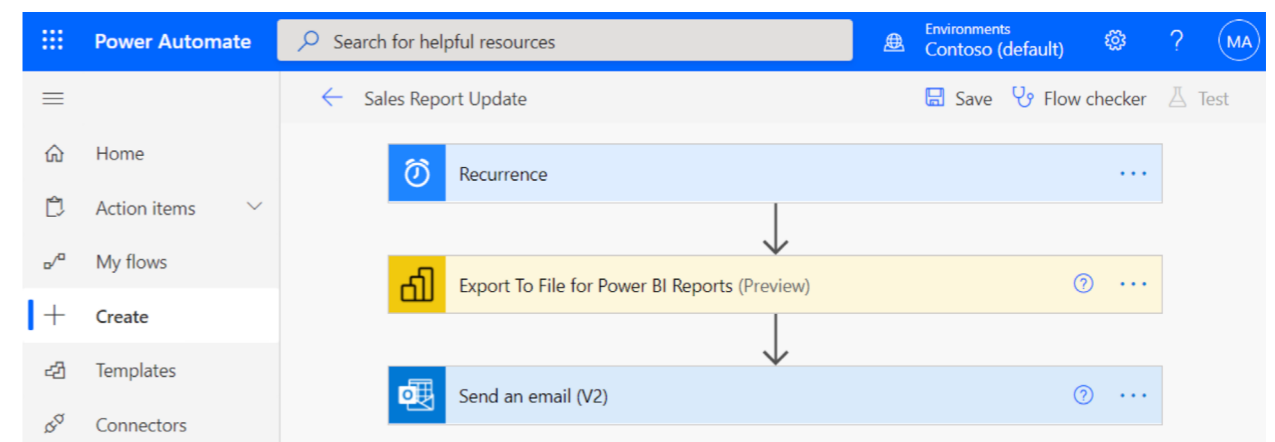 Power Automate
Search for helpful resources
Environments
Contoso (default)
?
MA
Sales Report Update
Save
Flow checker
Test
Home
Action items
My flows
Create
Templates
Connectors
Recurrence
Export To File for Power BI Reports (Preview)
Send an email (V2)